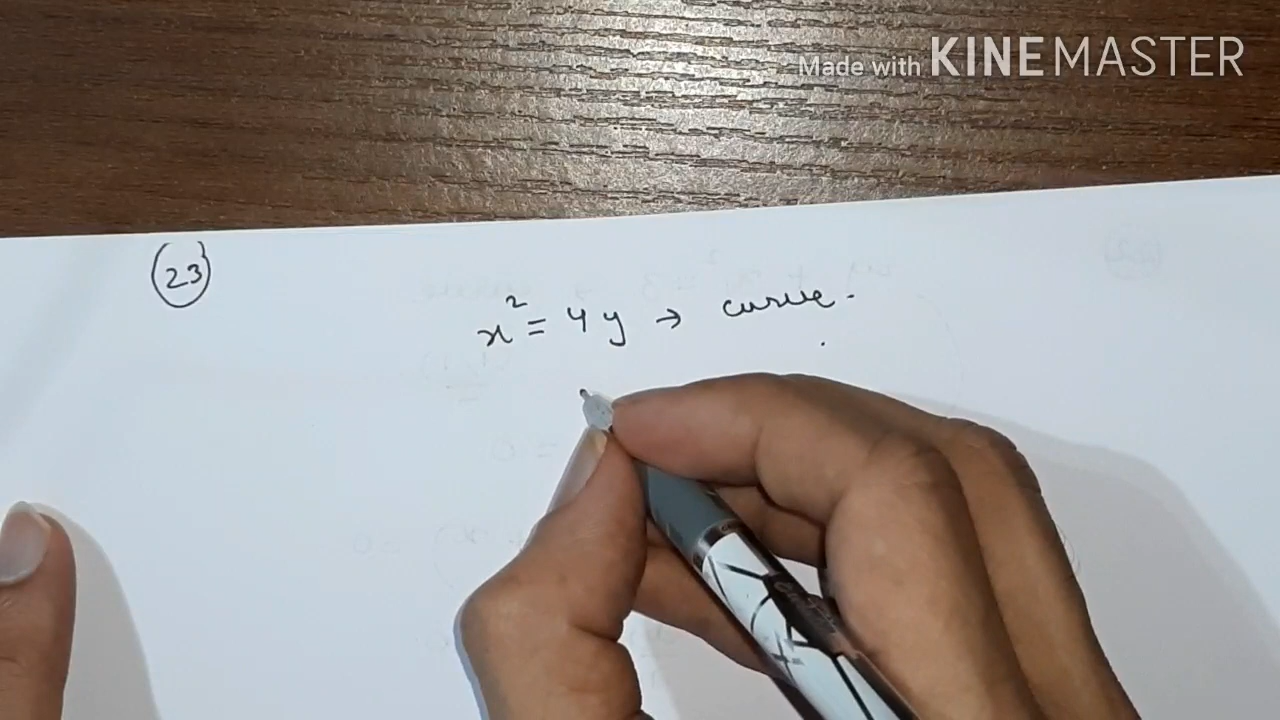 Made with KINEMASTER
23
x² = 4y → curve.